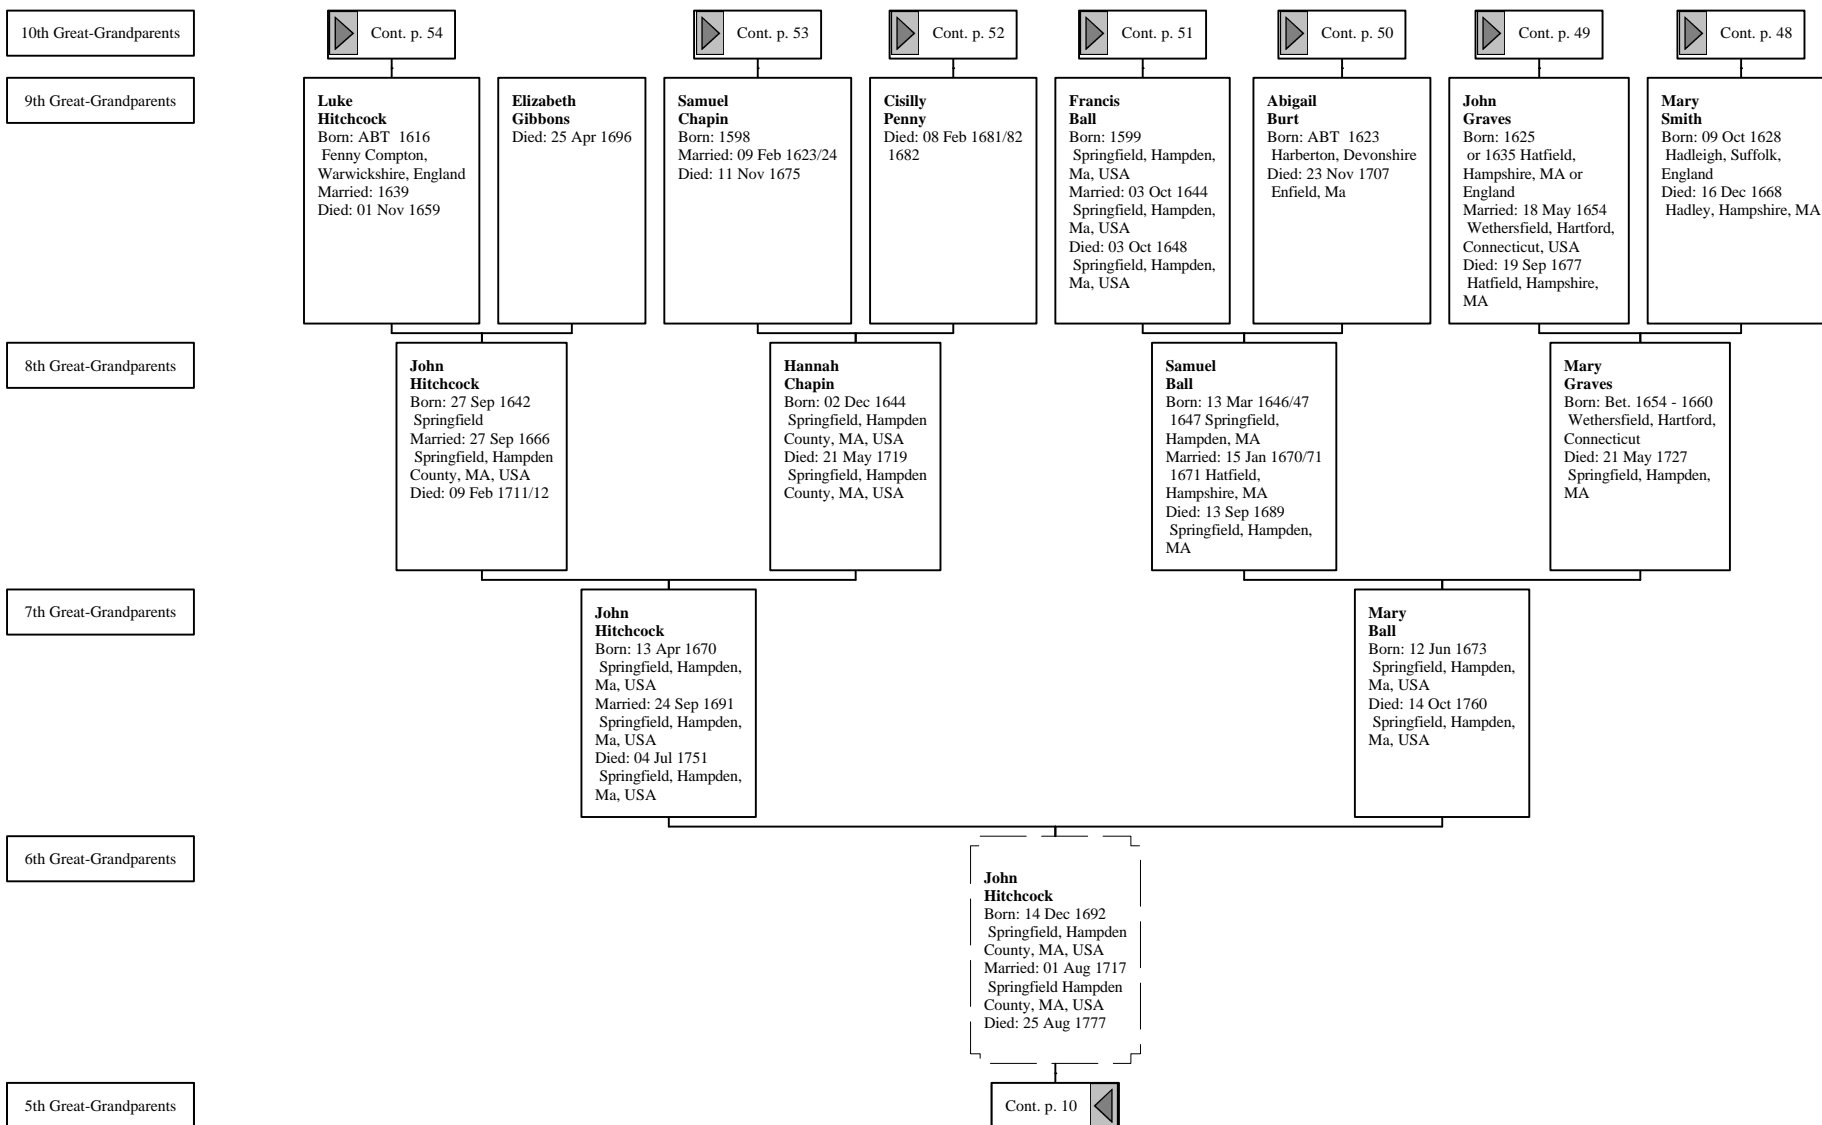 10th Great-Grandparents
Cont. p. 54
Cont. p. 53
Cont. p. 52
Cont. p. 51
Cont. p. 50
Cont. p. 49
Cont. p. 48
9th Great-Grandparents
Luke
Hitchcock
Born: ABT 1616
Fenny Compton,
Warwickshire, England
Married: 1639
Died: 01 Nov 1659
Elizabeth
Gibbons
Died: 25 Apr 1696
Samuel
Chapin
Born: 1598
Married: 09 Feb 1623/24
Died: 11 Nov 1675
Cisilly
Penny
Died: 08 Feb 1681/82
1682
Francis
Ball
Born: 1599
Springfield, Hampden,
Ma, USA
Married: 03 Oct 1644
Springfield, Hampden,
Ma, USA
Died: 03 Oct 1648
Springfield, Hampden,
Ma, USA
Abigail
Burt
Born: ABT 1623
Harberton, Devonshire
Died: 23 Nov 1707
Enfield, Ma
John
Graves
Born: 1625
or 1635 Hatfield,
Hampshire, MA or
England
Married: 18 May 1654
Wethersfield, Hartford,
Connecticut, USA
Died: 19 Sep 1677
Hatfield, Hampshire,
MA
Mary
Smith
Born: 09 Oct 1628
Hadleigh, Suffolk,
England
Died: 16 Dec 1668
Hadley, Hampshire, MA
8th Great-Grandparents
John
Hitchcock
Born: 27 Sep 1642
Springfield
Married: 27 Sep 1666
Springfield, Hampden
County, MA, USA
Died: 09 Feb 1711/12
Hannah
Chapin
Born: 02 Dec 1644
Springfield, Hampden
County, MA, USA
Died: 21 May 1719
Springfield, Hampden
County, MA, USA
Samuel
Ball
Born: 13 Mar 1646/47
1647 Springfield,
Hampden, MA
Married: 15 Jan 1670/71
1671 Hatfield,
Hampshire, MA
Died: 13 Sep 1689
Springfield, Hampden,
MA
Mary
Graves
Born: Bet. 1654 - 1660
Wethersfield, Hartford,
Connecticut
Died: 21 May 1727
Springfield, Hampden,
MA
7th Great-Grandparents
John
Hitchcock
Born: 13 Apr 1670
Springfield, Hampden,
Ma, USA
Married: 24 Sep 1691
Springfield, Hampden,
Ma, USA
Died: 04 Jul 1751
Springfield, Hampden,
Ma, USA
Mary
Ball
Born: 12 Jun 1673
Springfield, Hampden,
Ma, USA
Died: 14 Oct 1760
Springfield, Hampden,
Ma, USA
6th Great-Grandparents
John
Hitchcock
Born: 14 Dec 1692
Springfield, Hampden
County, MA, USA
Married: 01 Aug 1717
Springfield Hampden
County, MA, USA
Died: 25 Aug 1777
5th Great-Grandparents
Cont. p. 10